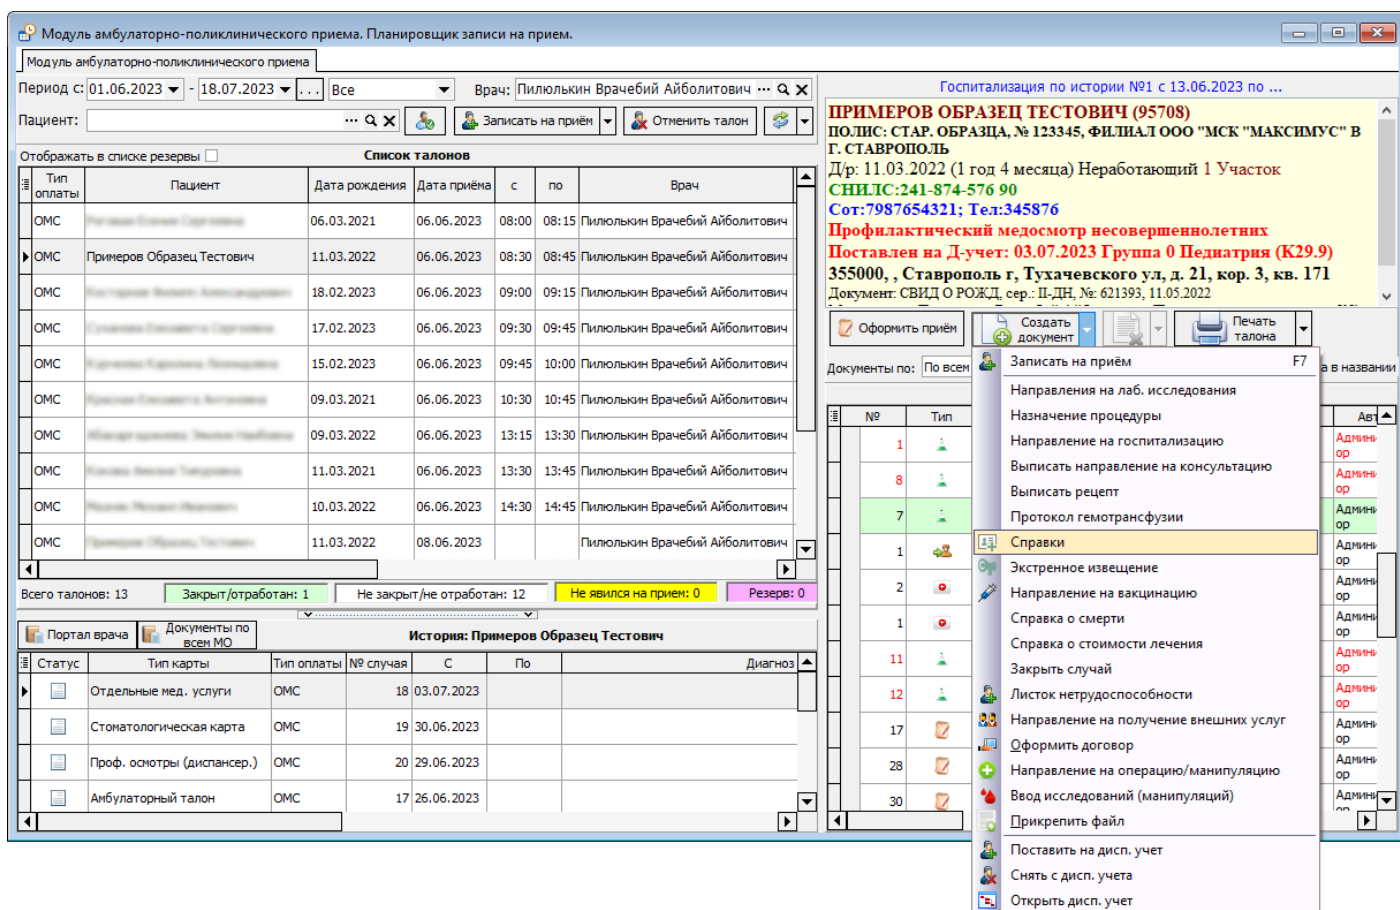 Модуль амбулаторно-поликлинического приема. Планировщик записи на прием.
Модуль амбулаторно-поликлинического приема
Период с: 01.06.2023 - 18.07.2023 ... Все Врач: Пилюлькин Врачебий Айболитович
Пациент: Записать на приём Отменить талон
Отображать в списке резервы Список талонов
Тип оплаты Пациент Дата рождения Дата приёма с по Врач
ОМС 06.03.2021 06.06.2023 08:00 08:15 Пилюлькин Врачебий Айболитович
ОМС Примеров Образец Тестович 11.03.2022 06.06.2023 08:30 08:45 Пилюлькин Врачебий Айболитович
ОМС 18.02.2023 06.06.2023 09:00 09:15 Пилюлькин Врачебий Айболитович
ОМС 17.02.2023 06.06.2023 09:30 09:45 Пилюлькин Врачебий Айболитович
ОМС 15.02.2023 06.06.2023 09:45 10:00 Пилюлькин Врачебий Айболитович
ОМС 09.03.2021 06.06.2023 10:30 10:45 Пилюлькин Врачебий Айболитович
ОМС 09.03.2022 06.06.2023 13:15 13:30 Пилюлькин Врачебий Айболитович
ОМС 11.03.2021 06.06.2023 13:30 13:45 Пилюлькин Врачебий Айболитович
ОМС 10.03.2022 06.06.2023 14:30 14:45 Пилюлькин Врачебий Айболитович
ОМС 11.03.2022 08.06.2023 Пилюлькин Врачебий Айболитович
Всего талонов: 13 Закрыт/отработан: 1 Не закрыт/не отработан: 12 Не явился на прием: 0 Резерв: 0
Портал врача Документы по всем МО История: Примеров Образец Тестович
Статус Тип карты Тип оплаты № случая С По Диагноз
Отдельные мед. услуги ОМС 18 03.07.2023
Стоматологическая карта ОМС 19 30.06.2023
Проф. осмотры (диспансер.) ОМС 20 29.06.2023
Амбулаторный талон ОМС 17 26.06.2023
Госпитализация по истории №1 с 13.06.2023 по ...
ПРИМЕРОВ ОБРАЗЕЦ ТЕСТОВИЧ (95708)
ПОЛИС: СТАР. ОБРАЗЦА, № 123345, ФИЛИАЛ ООО "МСК "МАКСИМУС" В
Г. СТАВРОПОЛЬ
Д/р: 11.03.2022 (1 год 4 месяца) Неработающий 1 Участок
СНИЛС:241-874-576 90
Сот:7987654321; Тел:345876
Профилактический медосмотр несовершеннолетних
Поставлен на Д-учет: 03.07.2023 Группа 0 Педиатрия (K29.9)
355000, , Ставрополь г, Тухачевского ул, д. 21, кор. 3, кв. 171
Документ: СВИД О РОЖД, сер.: II-ДН, №: 621393, 11.05.2022
Оформить приём Создать документ Печать талона
Документы по: По всем а в названии
№ Тип Авт
1 Админи
ор
8 Админи
ор
7 Админи
ор
1 Админи
ор
2 Админи
ор
1 Админи
ор
11 Админи
ор
12 Админи
ор
17 Админи
ор
28 Админи
ор
30 Админи
Записать на приём F7
Направления на лаб. исследования
Назначение процедуры
Направление на госпитализацию
Выписать направление на консультацию
Выписать рецепт
Протокол гемотрансфузии
Справки
Экстренное извещение
Направление на вакцинацию
Справка о смерти
Справка о стоимости лечения
Закрыть случай
Листок нетрудоспособности
Направление на получение внешних услуг
Оформить договор
Направление на операцию/манипуляцию
Ввод исследований (манипуляций)
Прикрепить файл
Поставить на дисп. учет
Снять с дисп. учета
Открыть дисп. учет